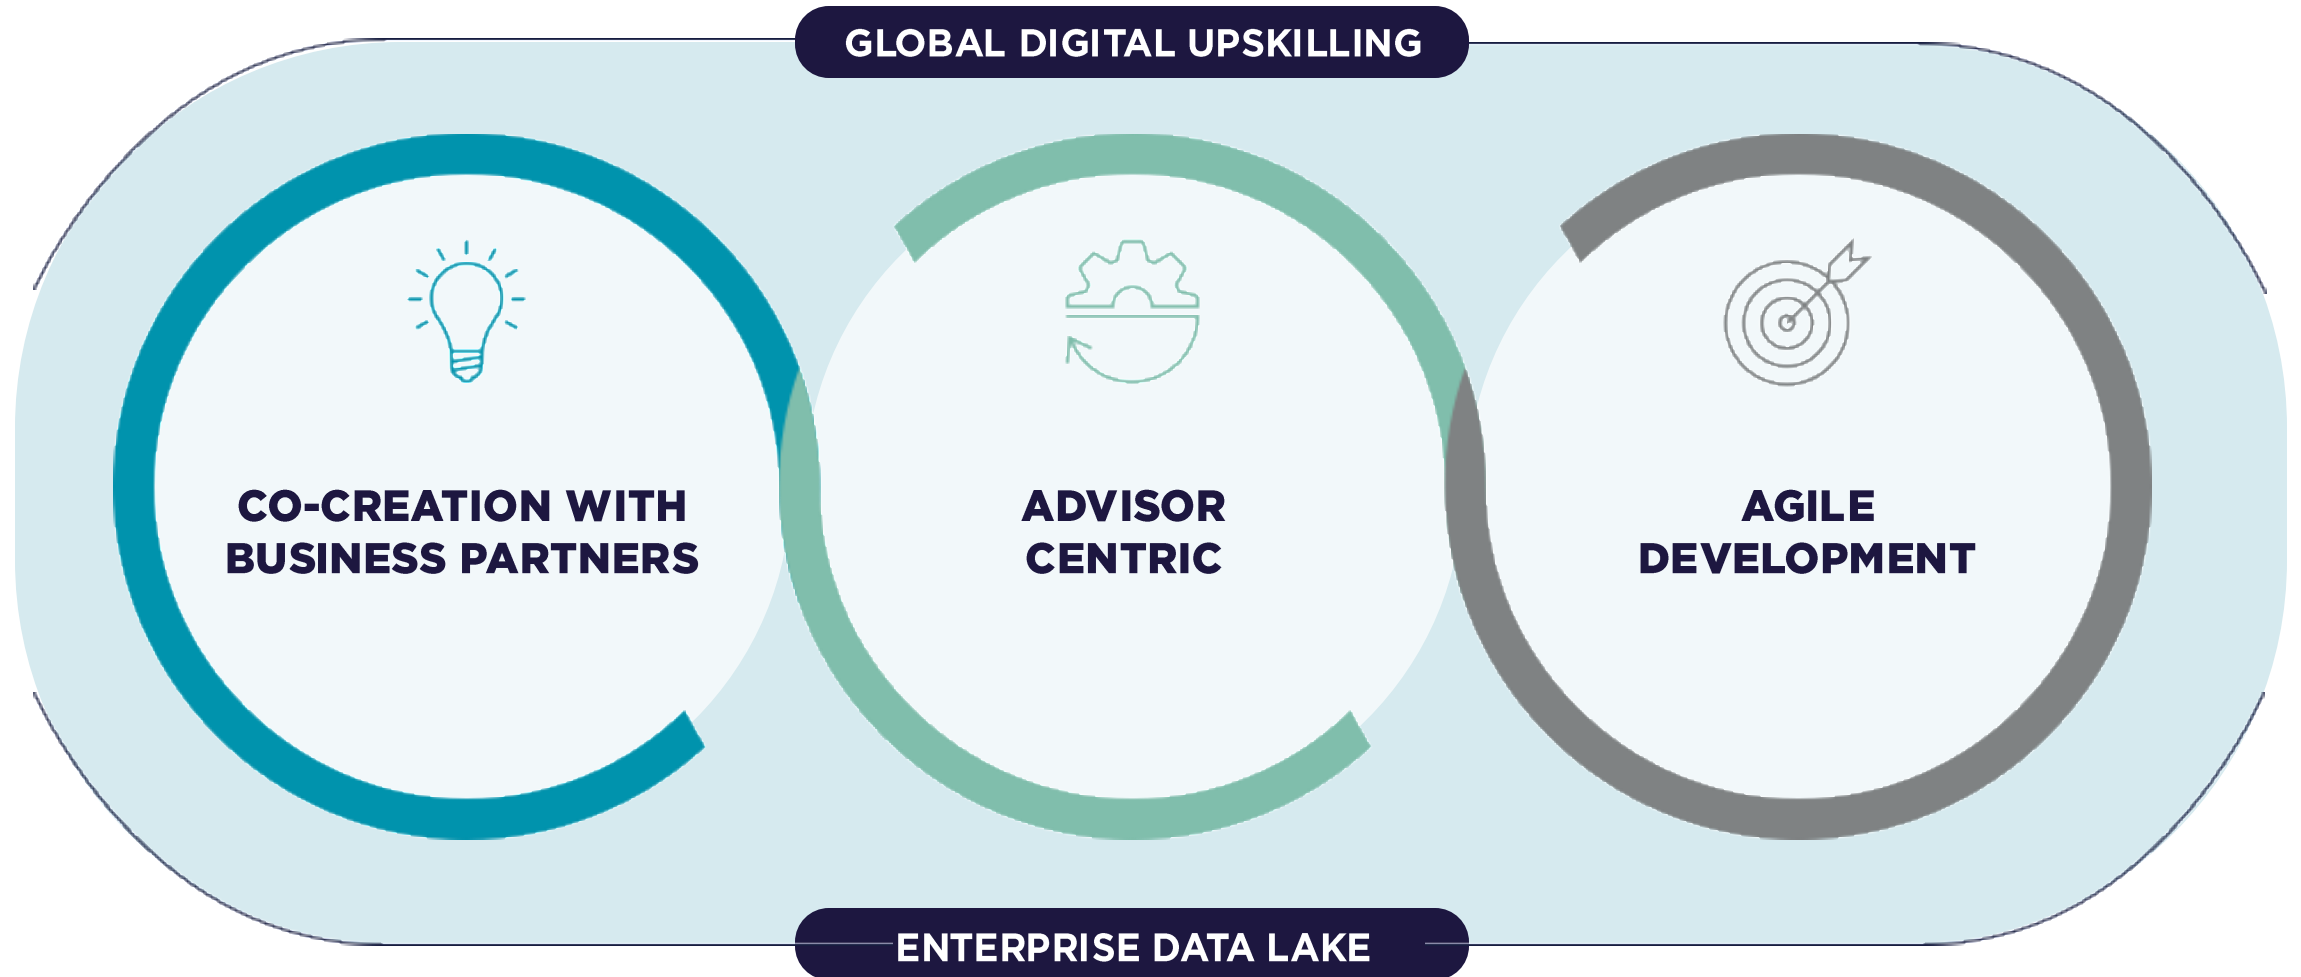 GLOBAL DIGITAL UPSKILLING
CO-CREATION WITH
BUSINESS PARTNERS
ADVISOR
CENTRIC
AGILE
DEVELOPMENT
ENTERPRISE DATA LAKE